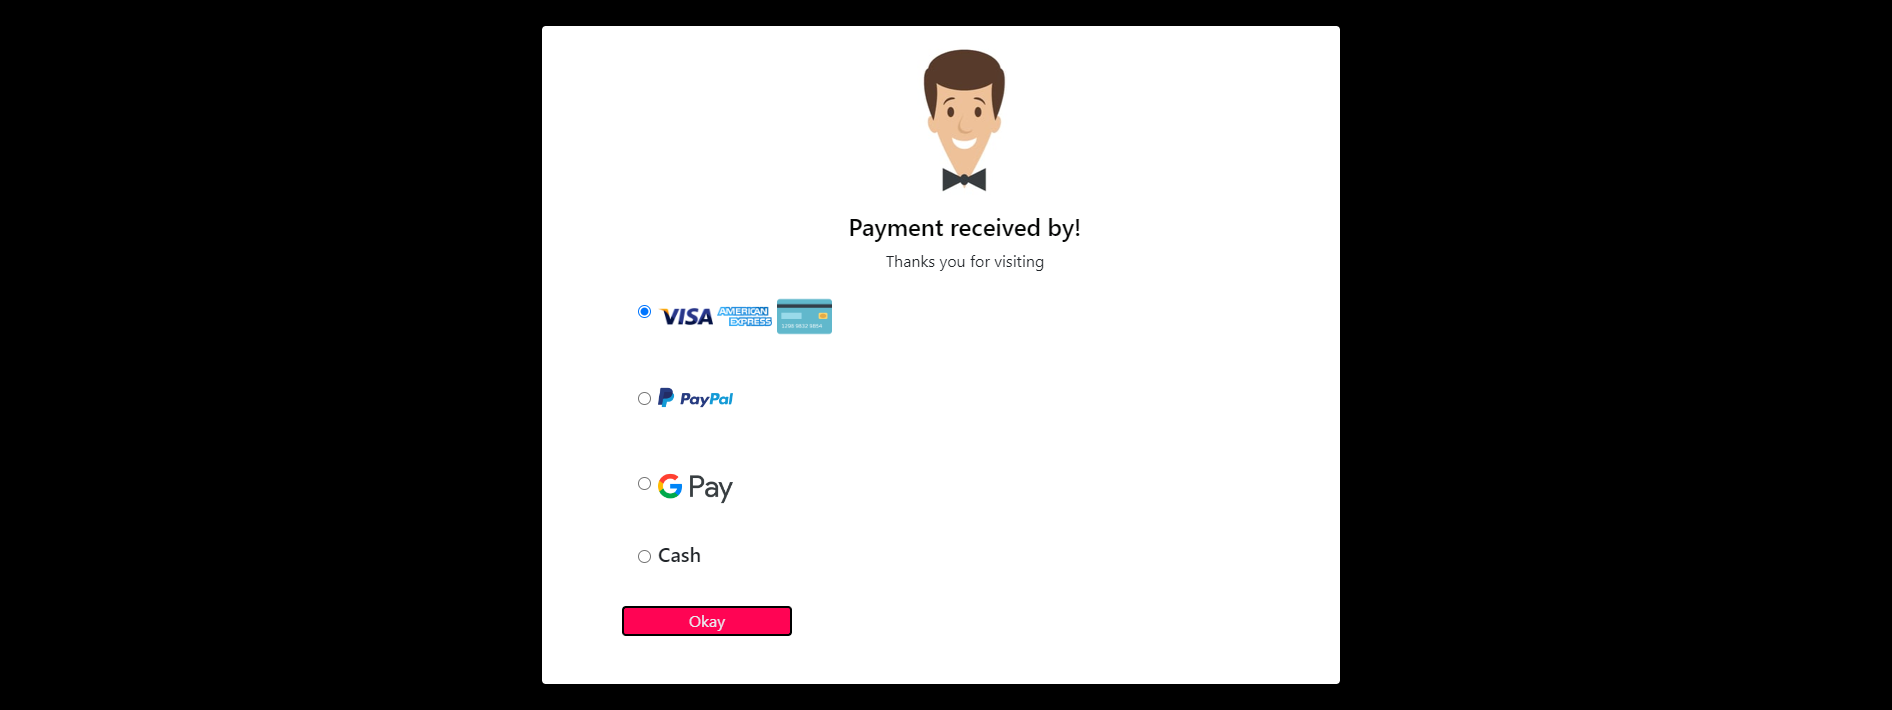 Payment received by!
Thanks you for visiting
VISA AMERICAN EXPRESS
PayPal
G Pay
Cash
Okay